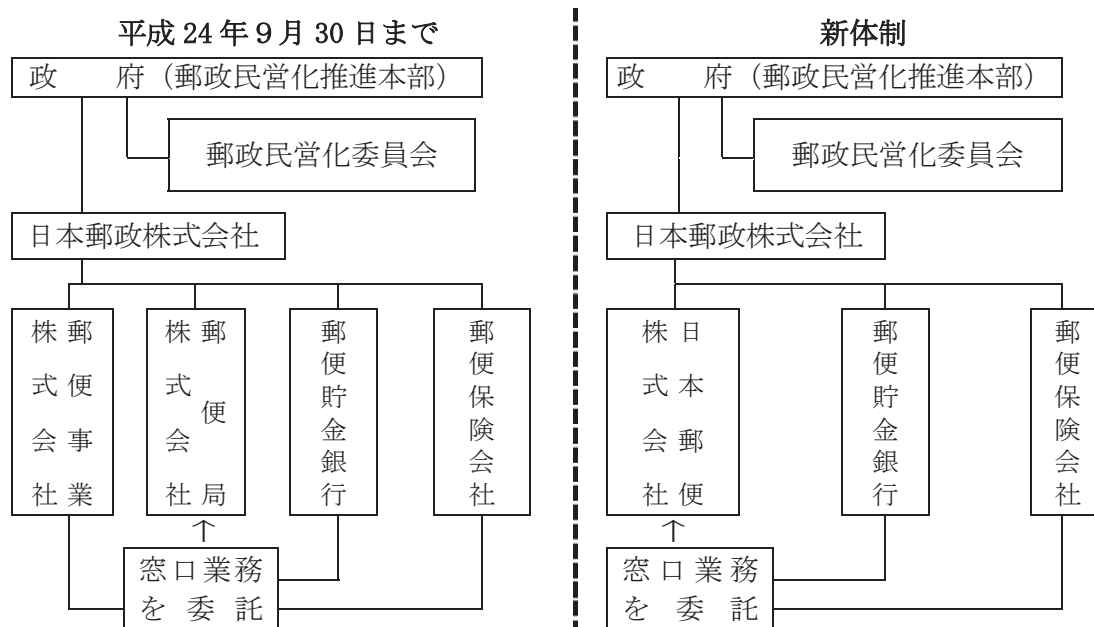 平成 24 年９月 30 日まで
政　　府（郵政民営化推進本部）
郵政民営化委員会
日本郵政株式会社
郵便事業
株式会社
郵便局
株式会社
郵便貯金銀行
郵便保険会社
↑
窓口業務
を 委 託
新体制
政　　府（郵政民営化推進本部）
郵政民営化委員会
日本郵政株式会社
日本郵便
株式会社
郵便貯金銀行
郵便保険会社
↑
窓口業務
を 委 託